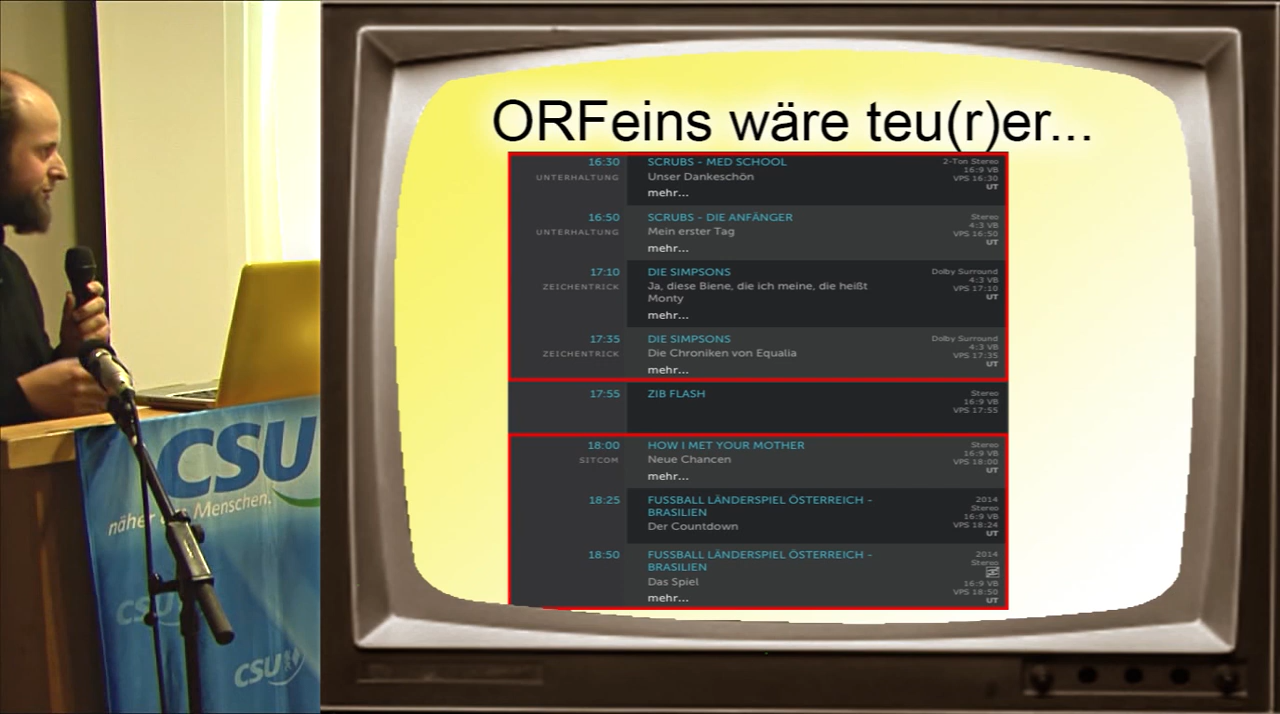 ORFeins wäre teu(r)er...
16:30 SCRUBS - MED SCHOOL 2-Ton Stereo
UNTERHALTUNG Unser Dankeschön 16:9 VB
mehr... VPS 16:30
UT
16:50 SCRUBS - DIE ANFÄNGER Stereo
UNTERHALTUNG Mein erster Tag 4:3 VB
mehr... VPS 16:50
UT
17:10 DIE SIMPSONS Dolby Surround
ZEICHENTRICK Ja, diese Biene, die ich meine, die heißt 4:3 VB
Monty VPS 17:10
mehr... UT
17:35 DIE SIMPSONS Dolby Surround
ZEICHENTRICK Die Chroniken von Equalia 4:3 VB
mehr... VPS 17:35
UT
17:55 ZIB FLASH Stereo
16:9 VB
VPS 17:55
18:00 HOW I MET YOUR MOTHER Stereo
SITCOM Neue Chancen 16:9 VB
mehr... VPS 18:00
UT
18:25 FUSSBALL LÄNDERSPIEL ÖSTERREICH - 2014
BRASILIEN Stereo
Der Countdown 16:9 VB
VPS 18:24
UT
18:50 FUSSBALL LÄNDERSPIEL ÖSTERREICH - 2014
BRASILIEN Stereo
Das Spiel 16:9 VB
mehr... VPS 18:50
UT
CSU
näher am Menschen.
CSU
CSU